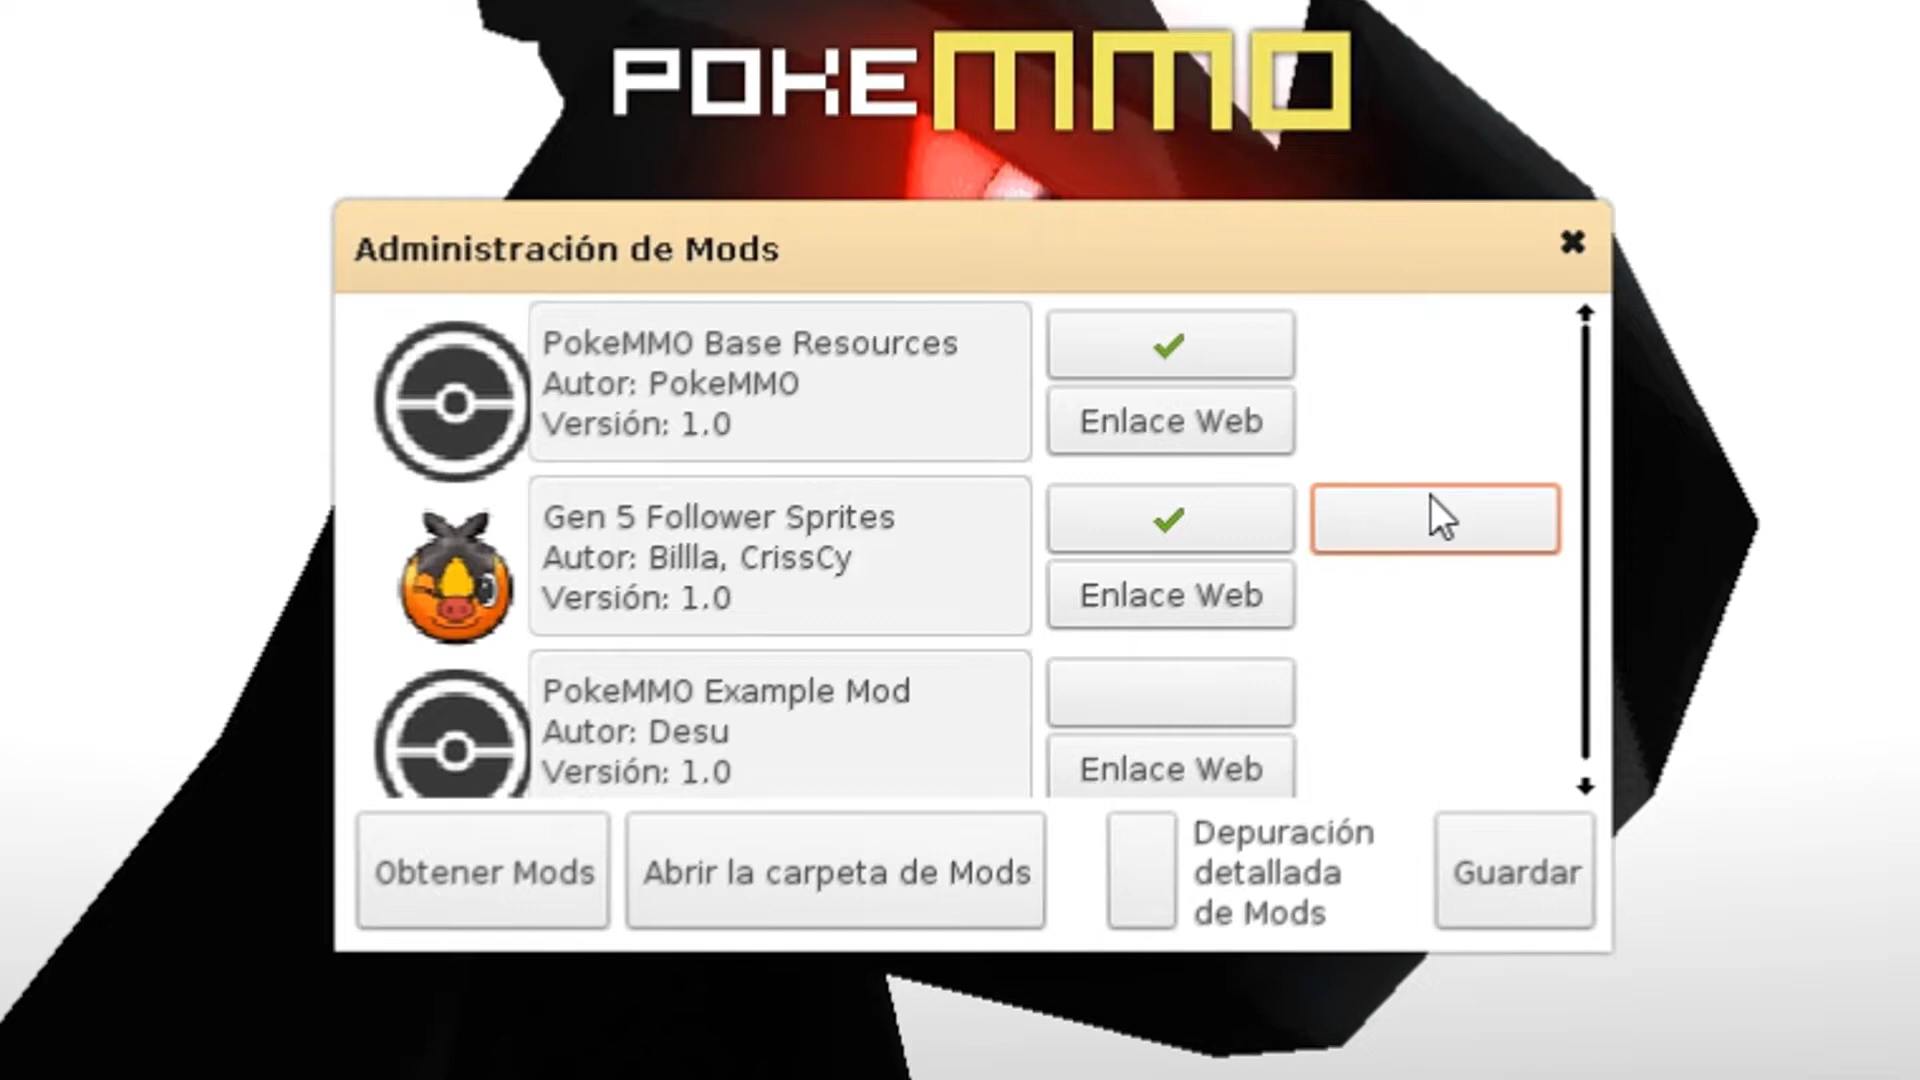 POKEMMO
Administración de Mods
PokeMMO Base Resources
Autor: PokeMMO
Versión: 1.0
Enlace Web
Gen 5 Follower Sprites
Autor: Billla, CrissCy
Versión: 1.0
Enlace Web
PokeMMO Example Mod
Autor: Desu
Versión: 1.0
Enlace Web
Obtener Mods
Abrir la carpeta de Mods
Depuración
detallada
de Mods
Guardar